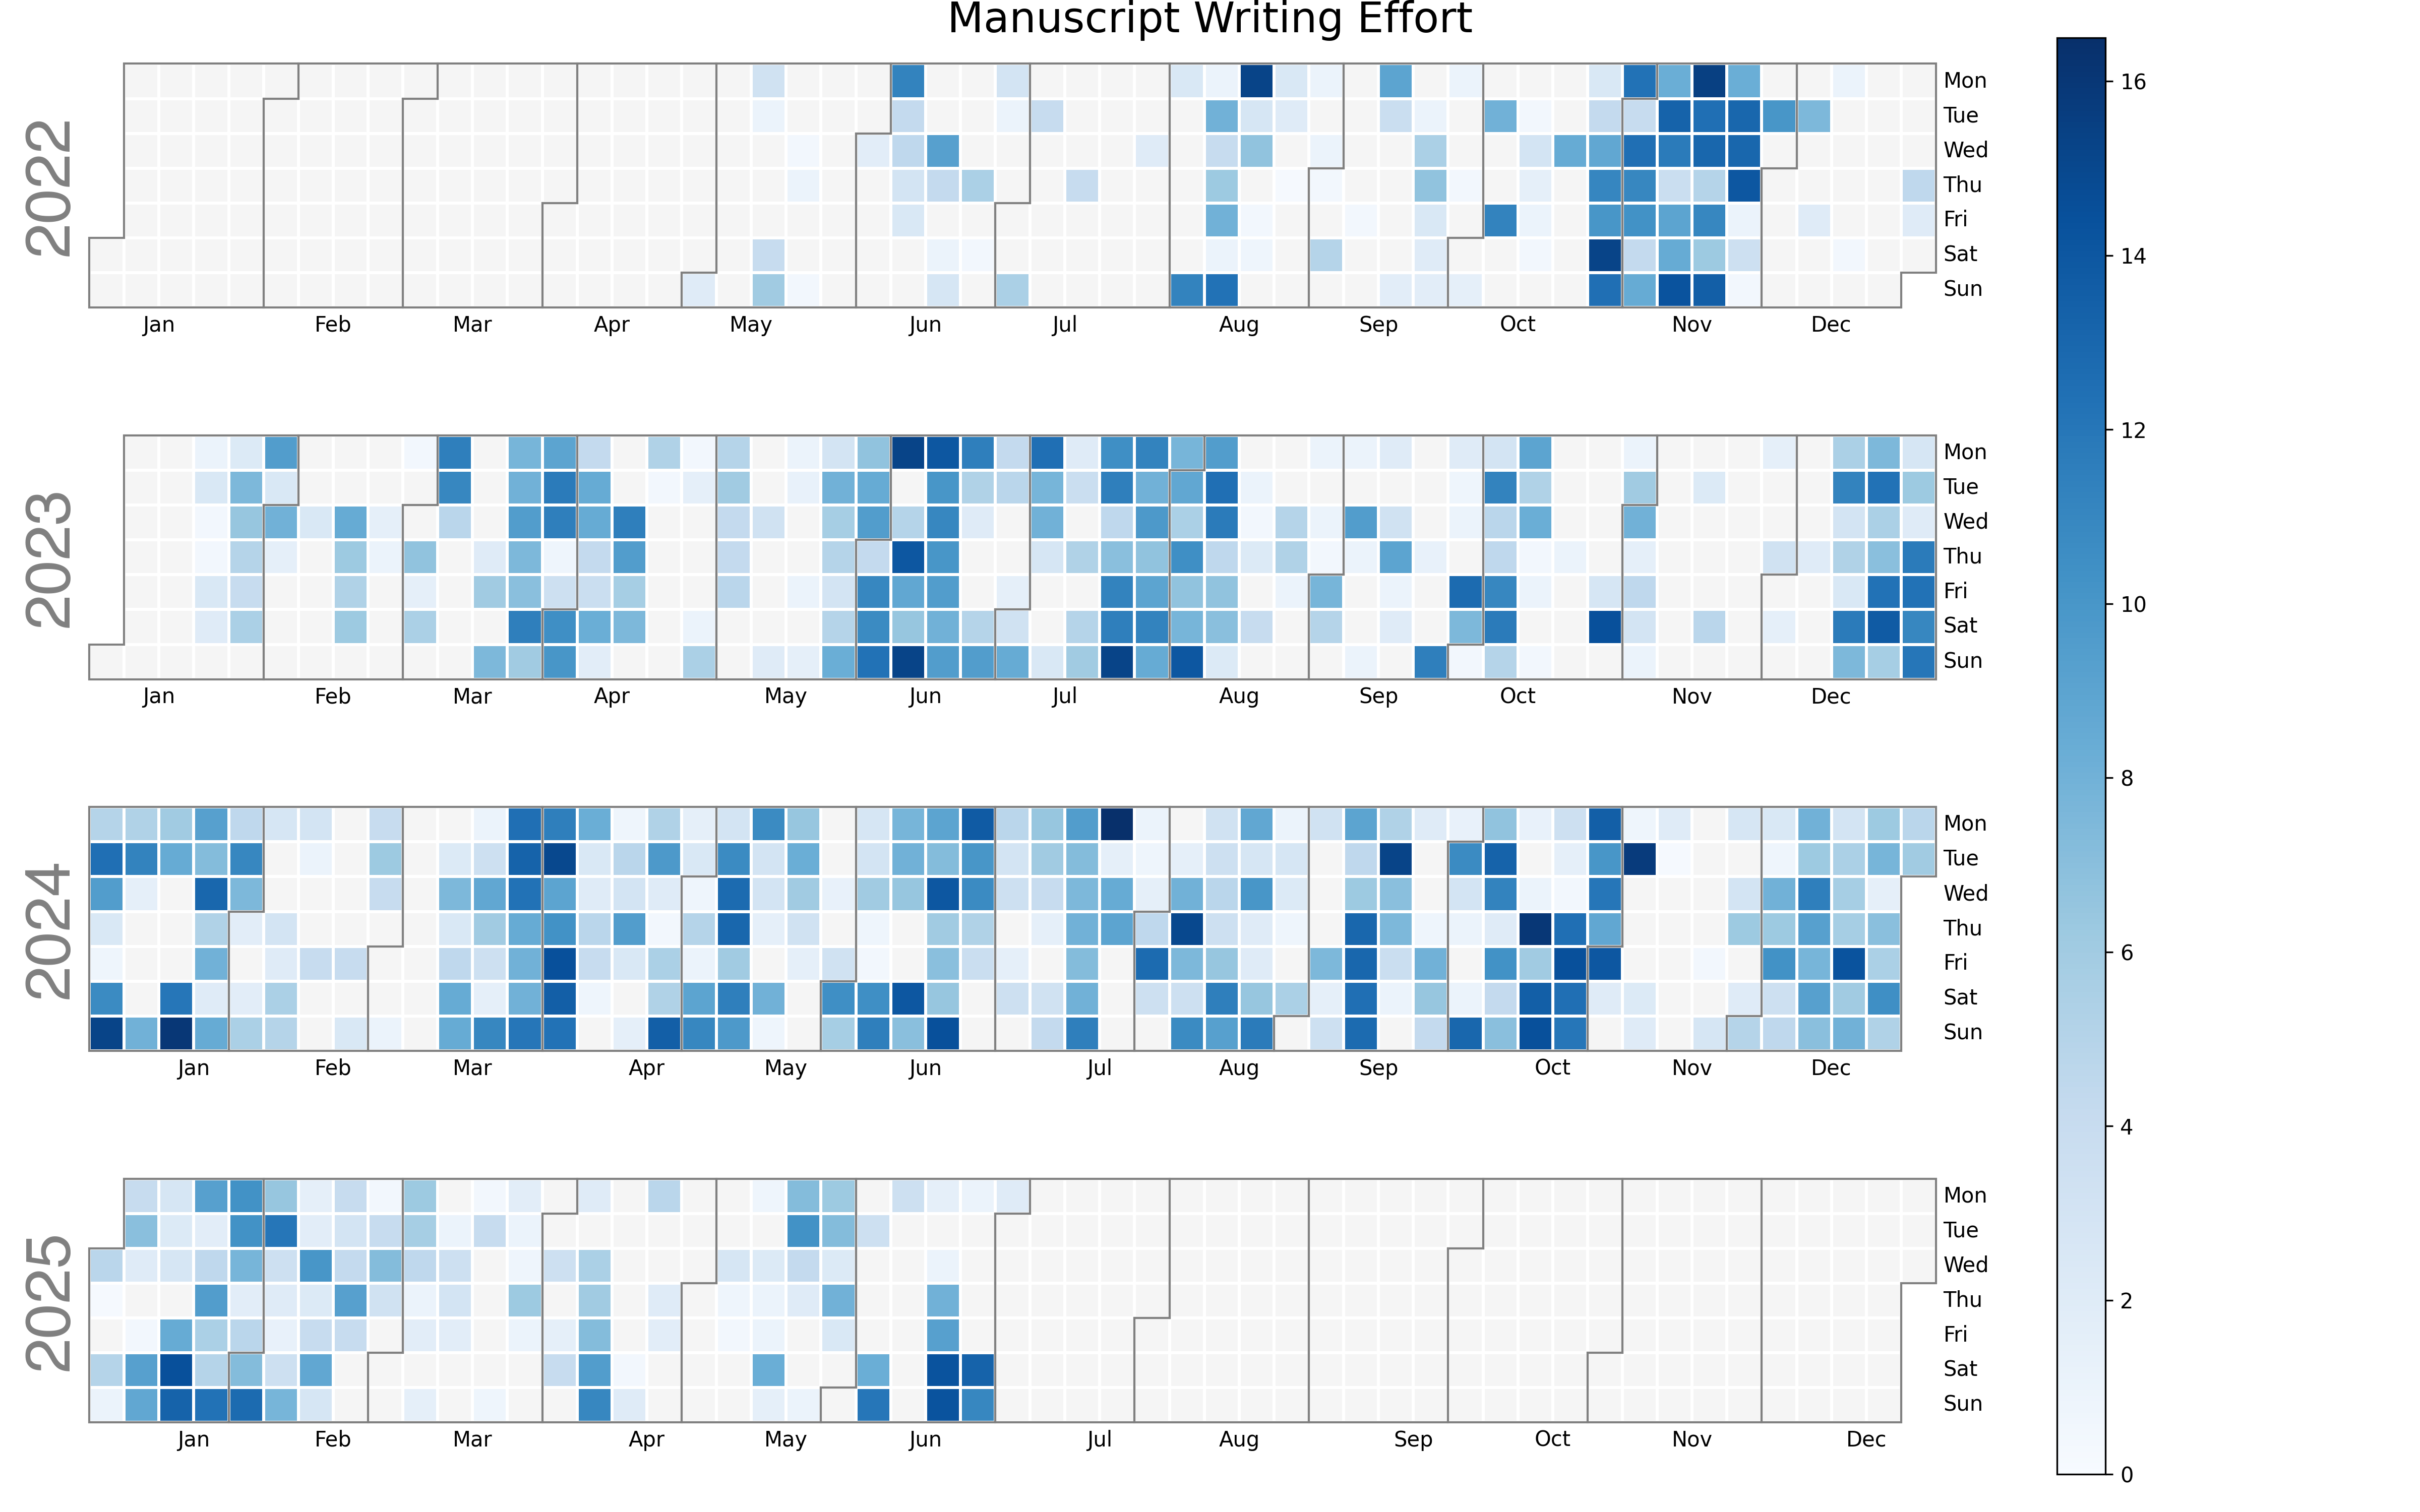 Manuscript Writing Effort
2022
Mon
Tue
Wed
Thu
Fri
Sat
Sun
Jan Feb Mar Apr May Jun Jul Aug Sep Oct Nov Dec
2023
Mon
Tue
Wed
Thu
Fri
Sat
Sun
Jan Feb Mar Apr May Jun Jul Aug Sep Oct Nov Dec
2024
Mon
Tue
Wed
Thu
Fri
Sat
Sun
Jan Feb Mar Apr May Jun Jul Aug Sep Oct Nov Dec
2025
Mon
Tue
Wed
Thu
Fri
Sat
Sun
Jan Feb Mar Apr May Jun Jul Aug Sep Oct Nov Dec
16
14
12
10
8
6
4
2
0